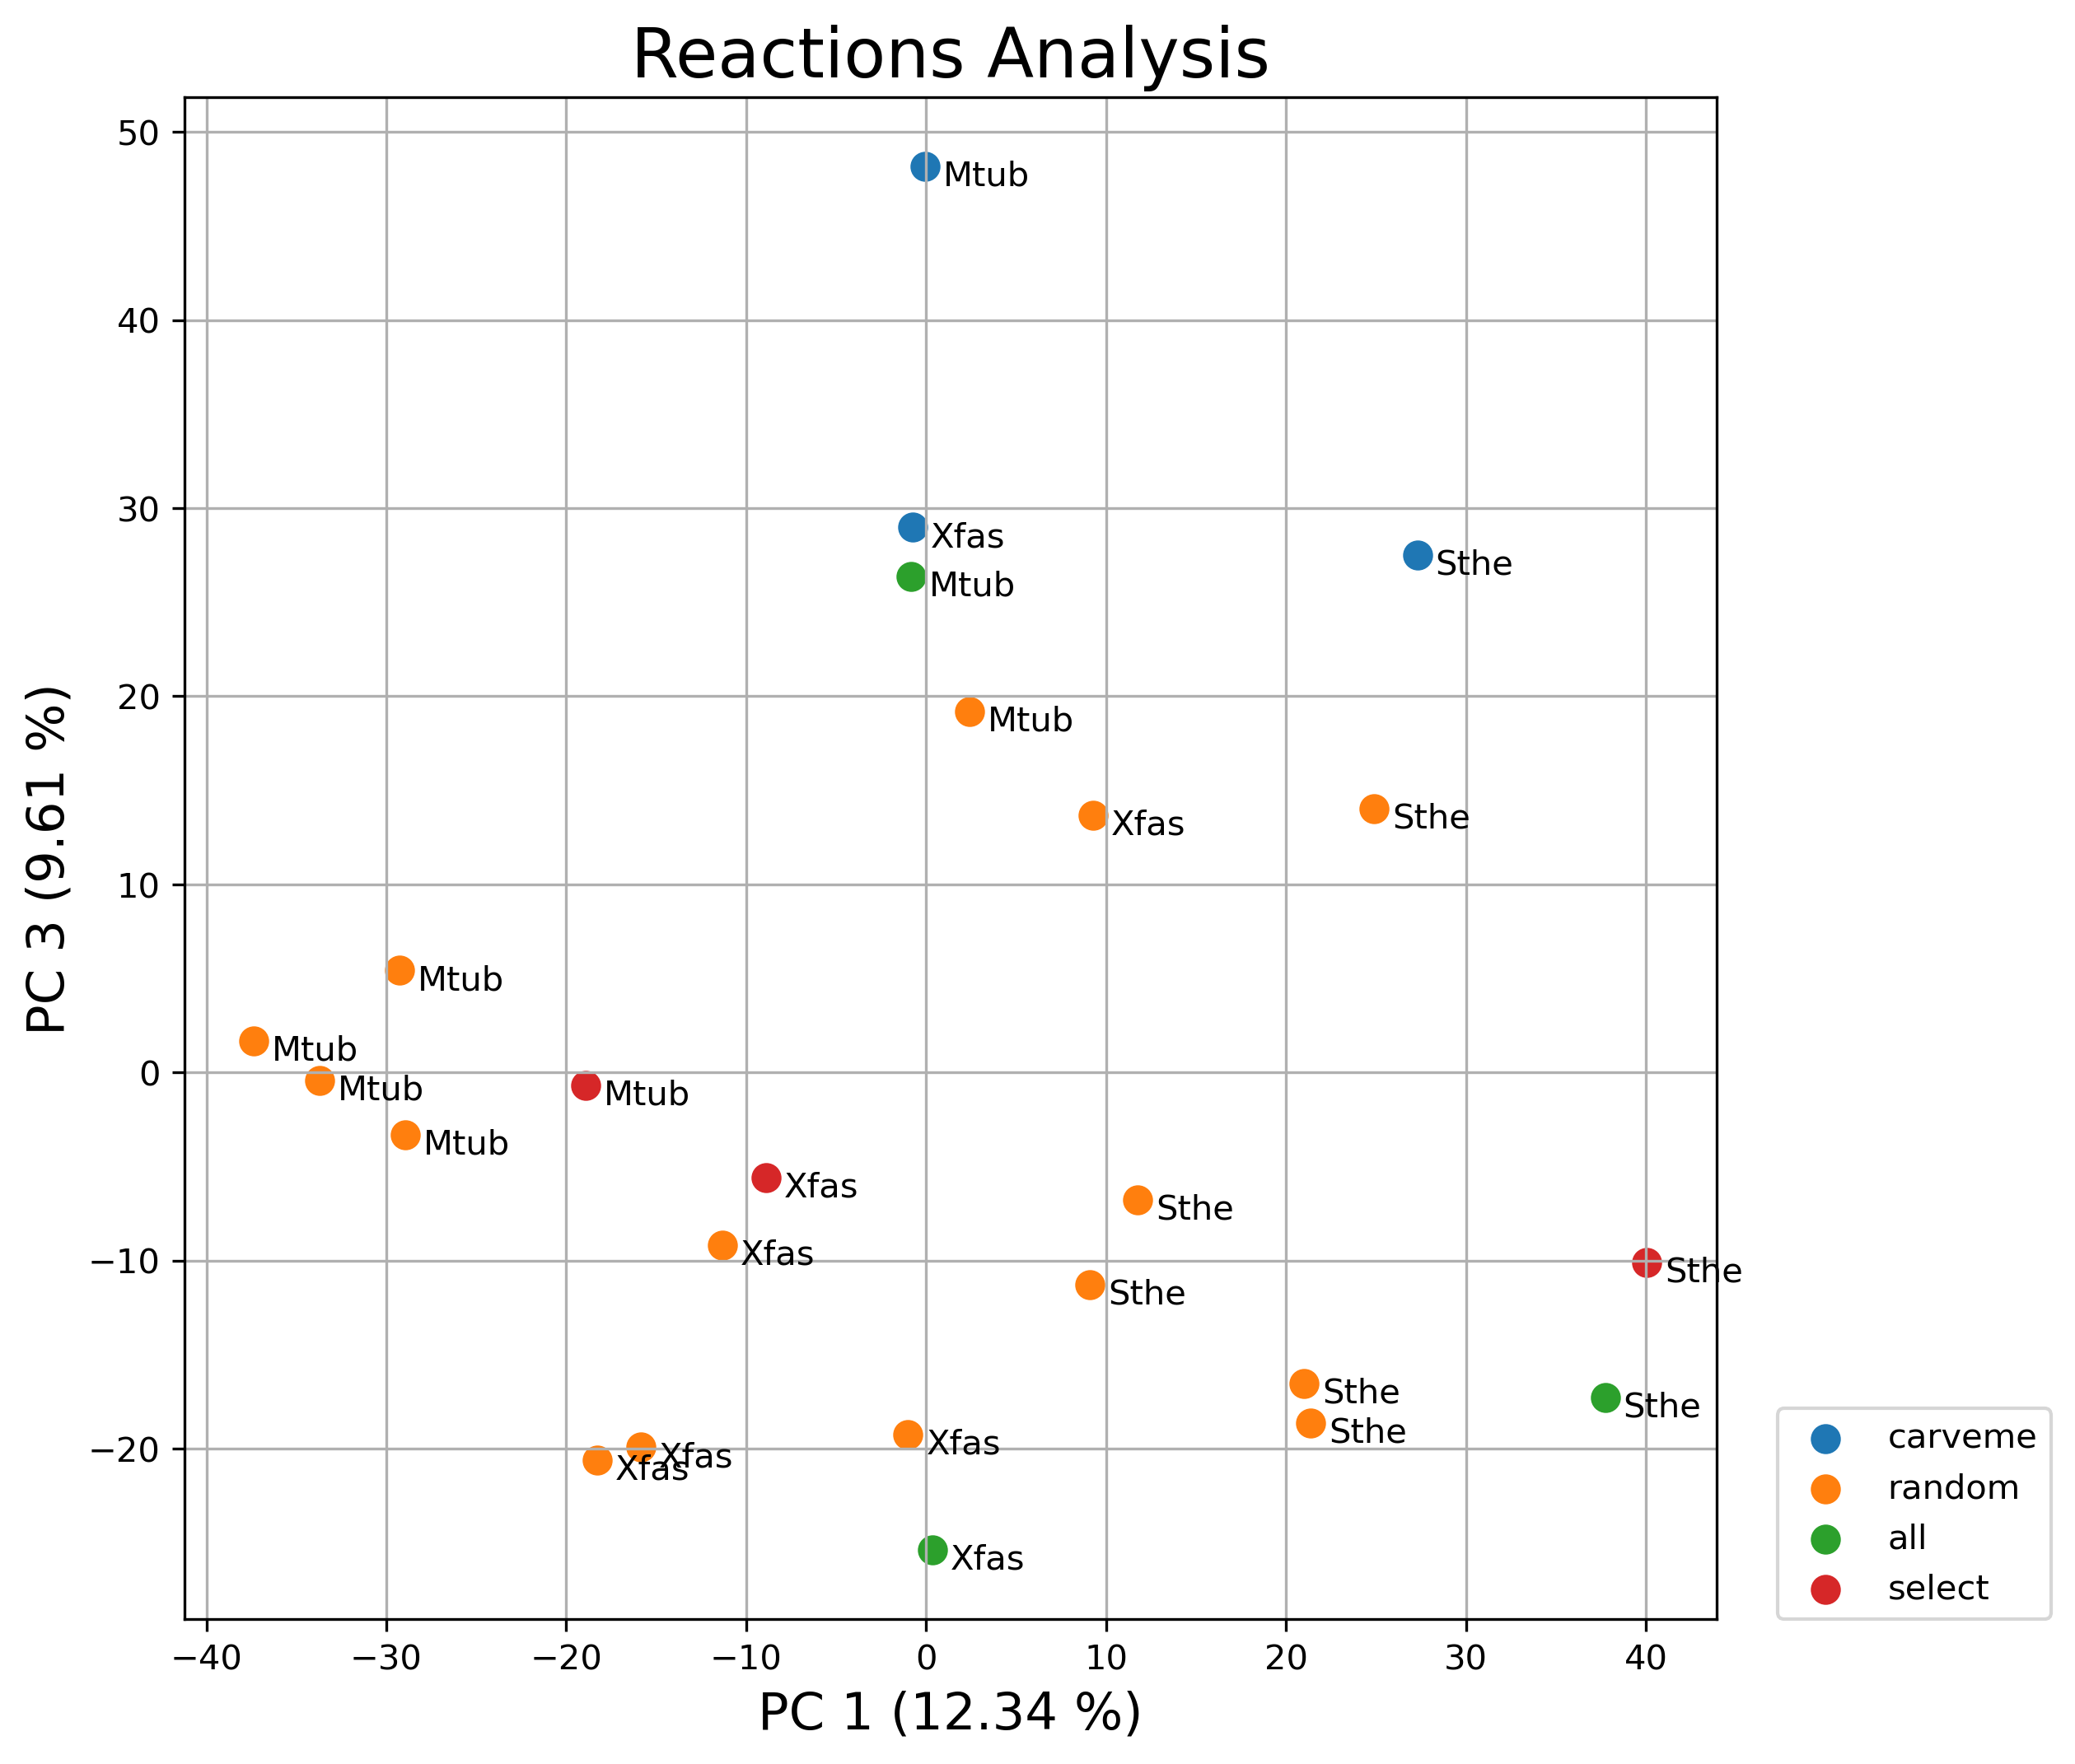 Reactions Analysis
50
Mtub
40
30
Xfas
Sthe
Mtub
20
Mtub
Sthe
Xfas
10
Mtub
Mtub
0
Mtub
Mtub
Mtub
Xfas
Sthe
Xfas
−10
Sthe
Sthe
Sthe
Sthe
Sthe
−20
Xfas
Xfas
Xfas
Xfas
PC 3 (9.61 %)
−40
−30
−20
−10
0
10
20
30
40
PC 1 (12.34 %)
carveme
random
all
select